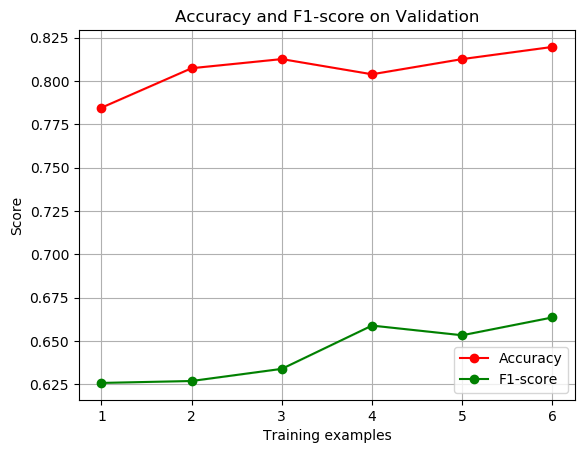 Accuracy and F1-score on Validation
0.825
0.800
0.775
0.750
0.725
0.700
0.675
0.650
0.625
Score
Accuracy
F1-score
1 2 3 4 5 6
Training examples